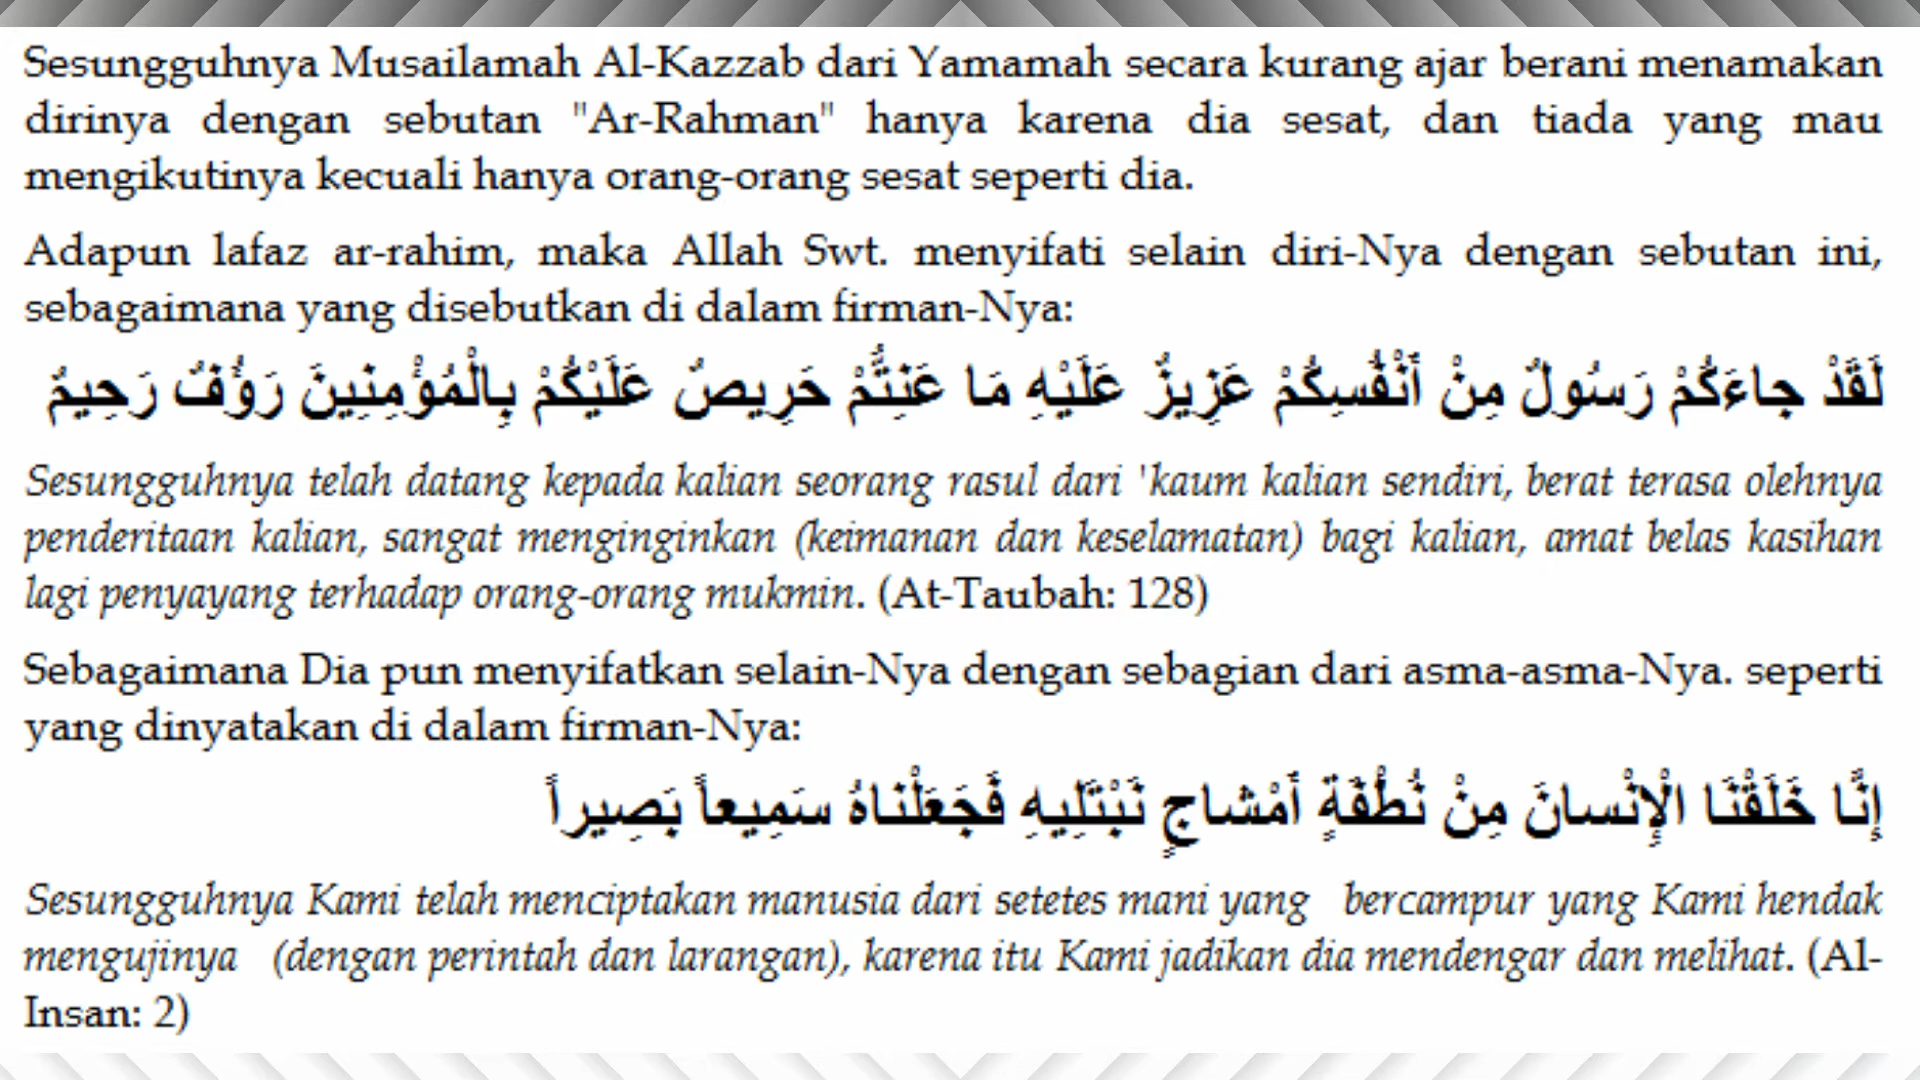 Sesungguhnya Musailamah Al-Kazzab dari Yamamah secara kurang ajar berani menamakan
dirinya dengan sebutan "Ar-Rahman" hanya karena dia sesat, dan tiada yang mau
mengikutinya kecuali hanya orang-orang sesat seperti dia.
Adapun lafaz ar-rahim, maka Allah Swt. menyifati selain diri-Nya dengan sebutan ini,
sebagaimana yang disebutkan di dalam firman-Nya:
لَقَدْ جاءَكُمْ رَسُولٌ مِنْ أَنْفُسِكُمْ عَزِيزٌ عَلَيْهِ مَا عَنِتُّمْ حَرِيصٌ عَلَيْكُمْ بِالْمُؤْمِنِينَ رَؤُفٌ رَحِيمٌ
Sesungguhnya telah datang kepada kalian seorang rasul dari 'kaum kalian sendiri, berat terasa olehnya
penderitaan kalian, sangat menginginkan (keimanan dan keselamatan) bagi kalian, amat belas kasihan
lagi penyayang terhadap orang-orang mukmin. (At-Taubah: 128)
Sebagaimana Dia pun menyifatkan selain-Nya dengan sebagian dari asma-asma-Nya. seperti
yang dinyatakan di dalam firman-Nya:
إِنَّا خَلَقْنَا الْإِنْسانَ مِنْ نُطْفَةٍ أَمْشاجٍ نَبْتَلِيهِ فَجَعَلْناهُ سَمِيعاً بَصِيراً
Sesungguhnya Kami telah menciptakan manusia dari setetes mani yang bercampur yang Kami hendak
mengujinya (dengan perintah dan larangan), karena itu Kami jadikan dia mendengar dan melihat. (Al-
Insan: 2)